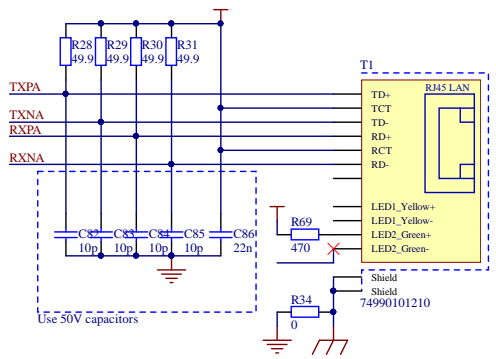 R28 R29 R30 R31
49.9 49.9 49.9 49.9
T1
RJ45 LAN
TXPA
TD+
TCT
TXNA
TD-
RXPA
RD+
RCT
RXNA
RD-
LED1_Yellow+
LED1_Yellow-
R69
LED2_Green+
470
LED2_Green-
C82 C83 C84 C85 C86
10p 10p 10p 10p 22n
Shield
Shield
R34
74990101210
0
Use 50V capacitors